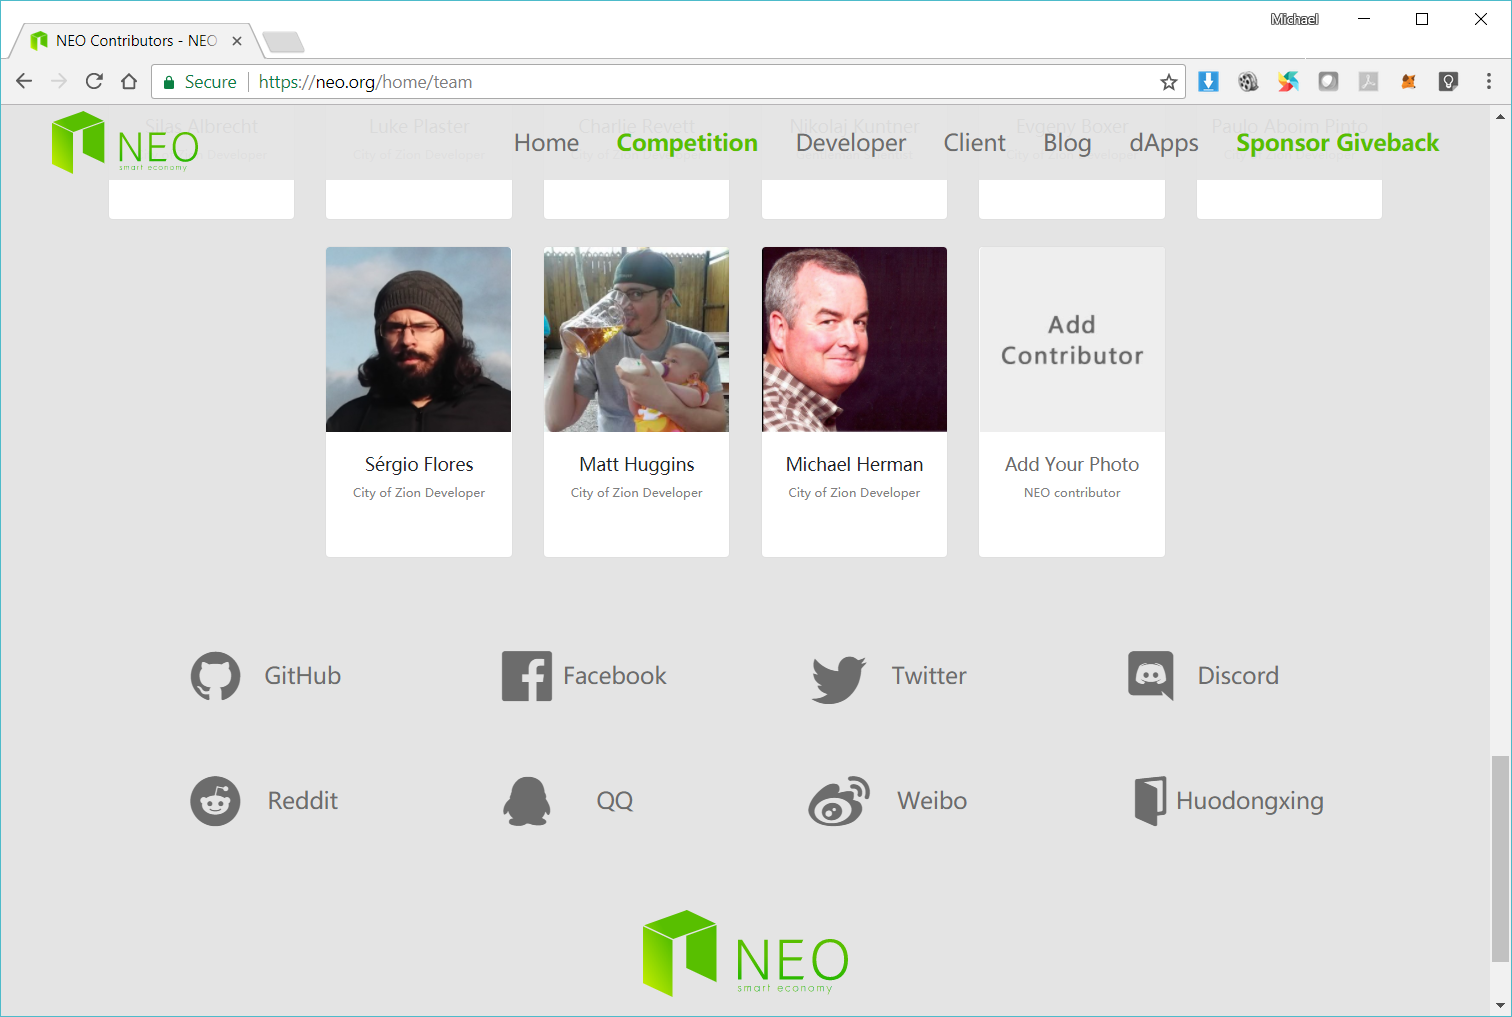 Michael
NEO Contributors - NEO
Secure
https://neo.org/home/team
Silas Albrecht
Luke Plaster
Charlie Revett
Nikolaj Kuntner
Evgeny Boxer
Paulo Aboim Pinto
NEO
smart economy
Home
Competition
Developer
Client
Blog
dApps
Sponsor Giveback
Add
Contributor
Sérgio Flores
Matt Huggins
Michael Herman
Add Your Photo
City of Zion Developer
City of Zion Developer
City of Zion Developer
NEO contributor
GitHub
Facebook
Twitter
Discord
Reddit
QQ
Weibo
Huodongxing
NEO
smart economy